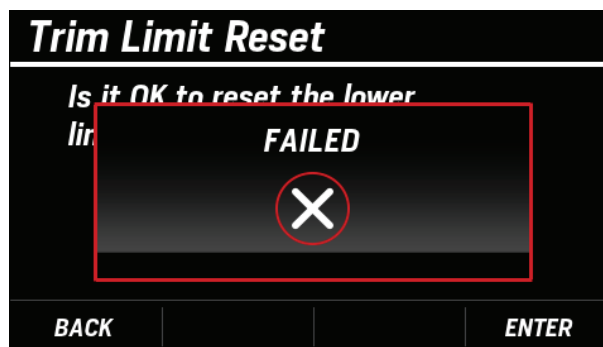 Trim Limit Reset
Is it OK to reset the lower
FAILED
BACK
ENTER